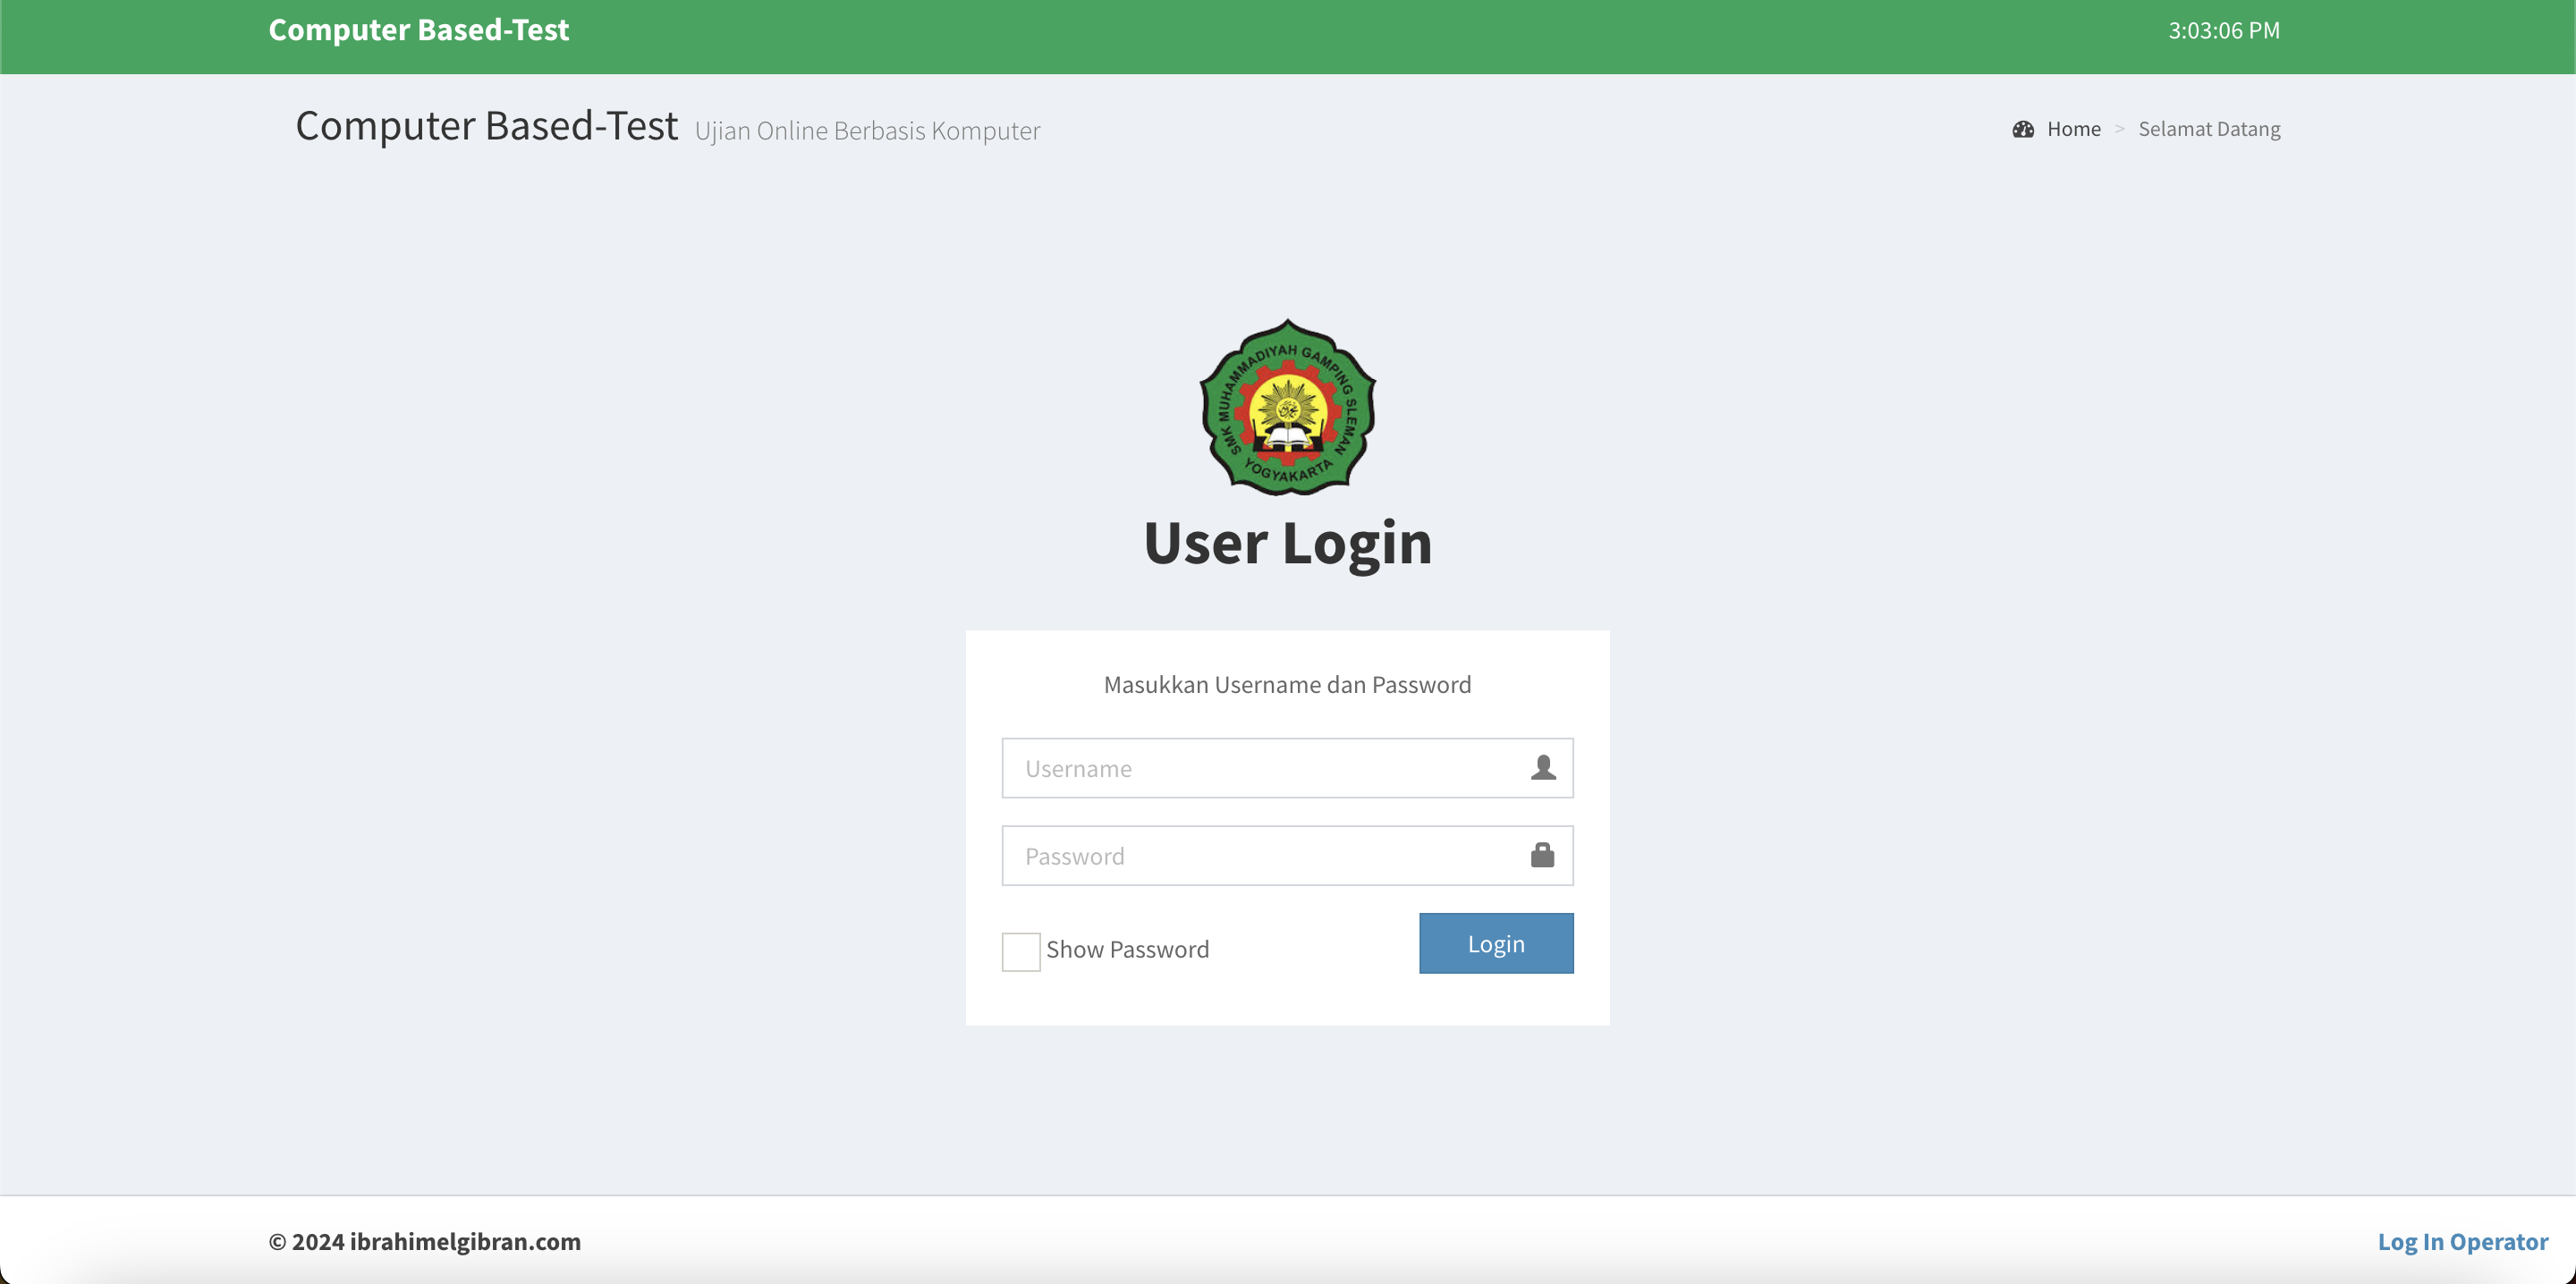 Computer Based-Test 3:03:06 PM
Computer Based-Test Ujian Online Berbasis Komputer
Home > Selamat Datang
SMK MUHAMMADIYAH GAMPING SLEMAN
YOGYAKARTA
User Login
Masukkan Username dan Password
Username
Password
Show Password
Login
© 2024 ibrahimelgibran.com
Log In Operator